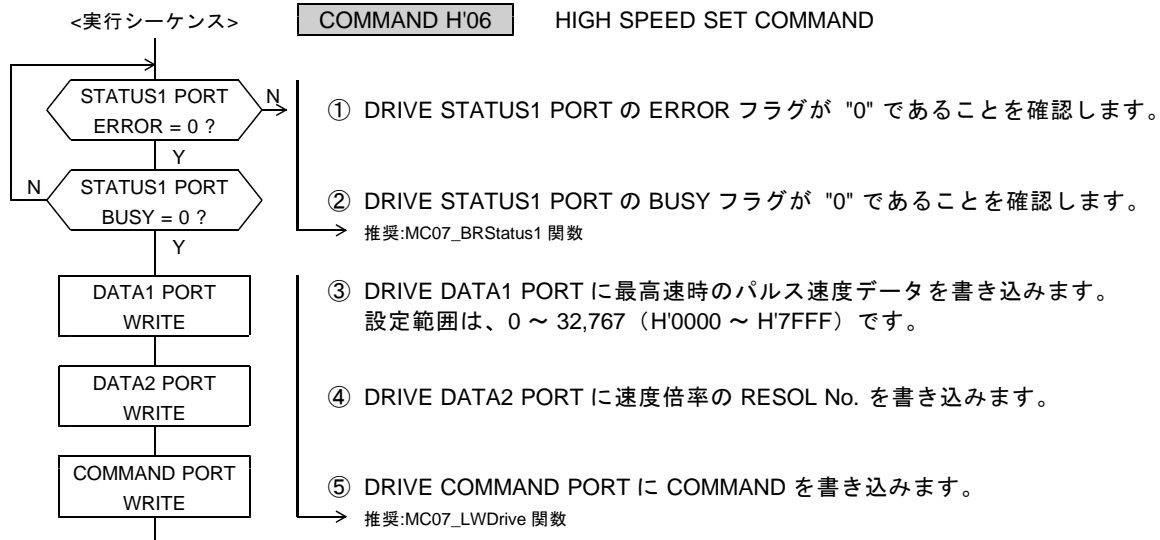 <実行シーケンス>
COMMAND H'06
HIGH SPEED SET COMMAND
STATUS1 PORT
ERROR = 0 ?
N
Y
① DRIVE STATUS1 PORT の ERROR フラグが "0" であることを確認します。
N
STATUS1 PORT
BUSY = 0 ?
Y
② DRIVE STATUS1 PORT の BUSY フラグが "0" であることを確認します。
推奨:MC07_BRStatus1 関数
DATA1 PORT
WRITE
③ DRIVE DATA1 PORT に最高速時のパルス速度データを書き込みます。
設定範囲は、0 ～ 32,767（H'0000 ～ H'7FFF）です。
DATA2 PORT
WRITE
④ DRIVE DATA2 PORT に速度倍率の RESOL No. を書き込みます。
COMMAND PORT
WRITE
⑤ DRIVE COMMAND PORT に COMMAND を書き込みます。
推奨:MC07_LWDrive 関数